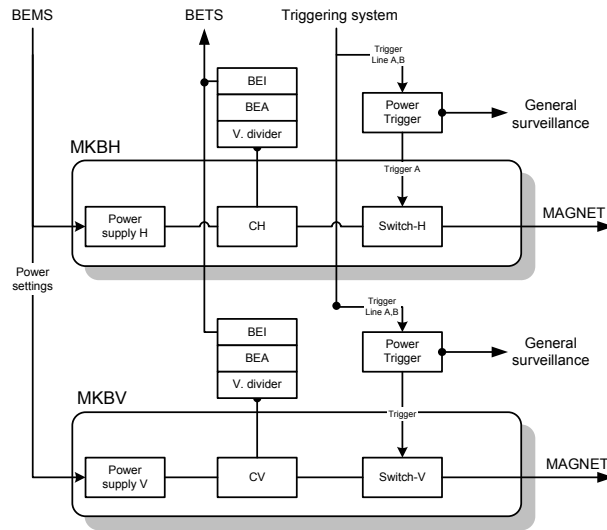 BEMS
BETS
Triggering system
Trigger
Line A,B
BEI
BEA
V. divider
Power
Trigger
General
surveillance
MKBH
Trigger A
Power
supply H
CH
Switch-H
MAGNET
Power
settings
Trigger
Line A,B
BEI
BEA
V. divider
Power
Trigger
General
surveillance
MKBV
Trigger
Power
supply V
CV
Switch-V
MAGNET